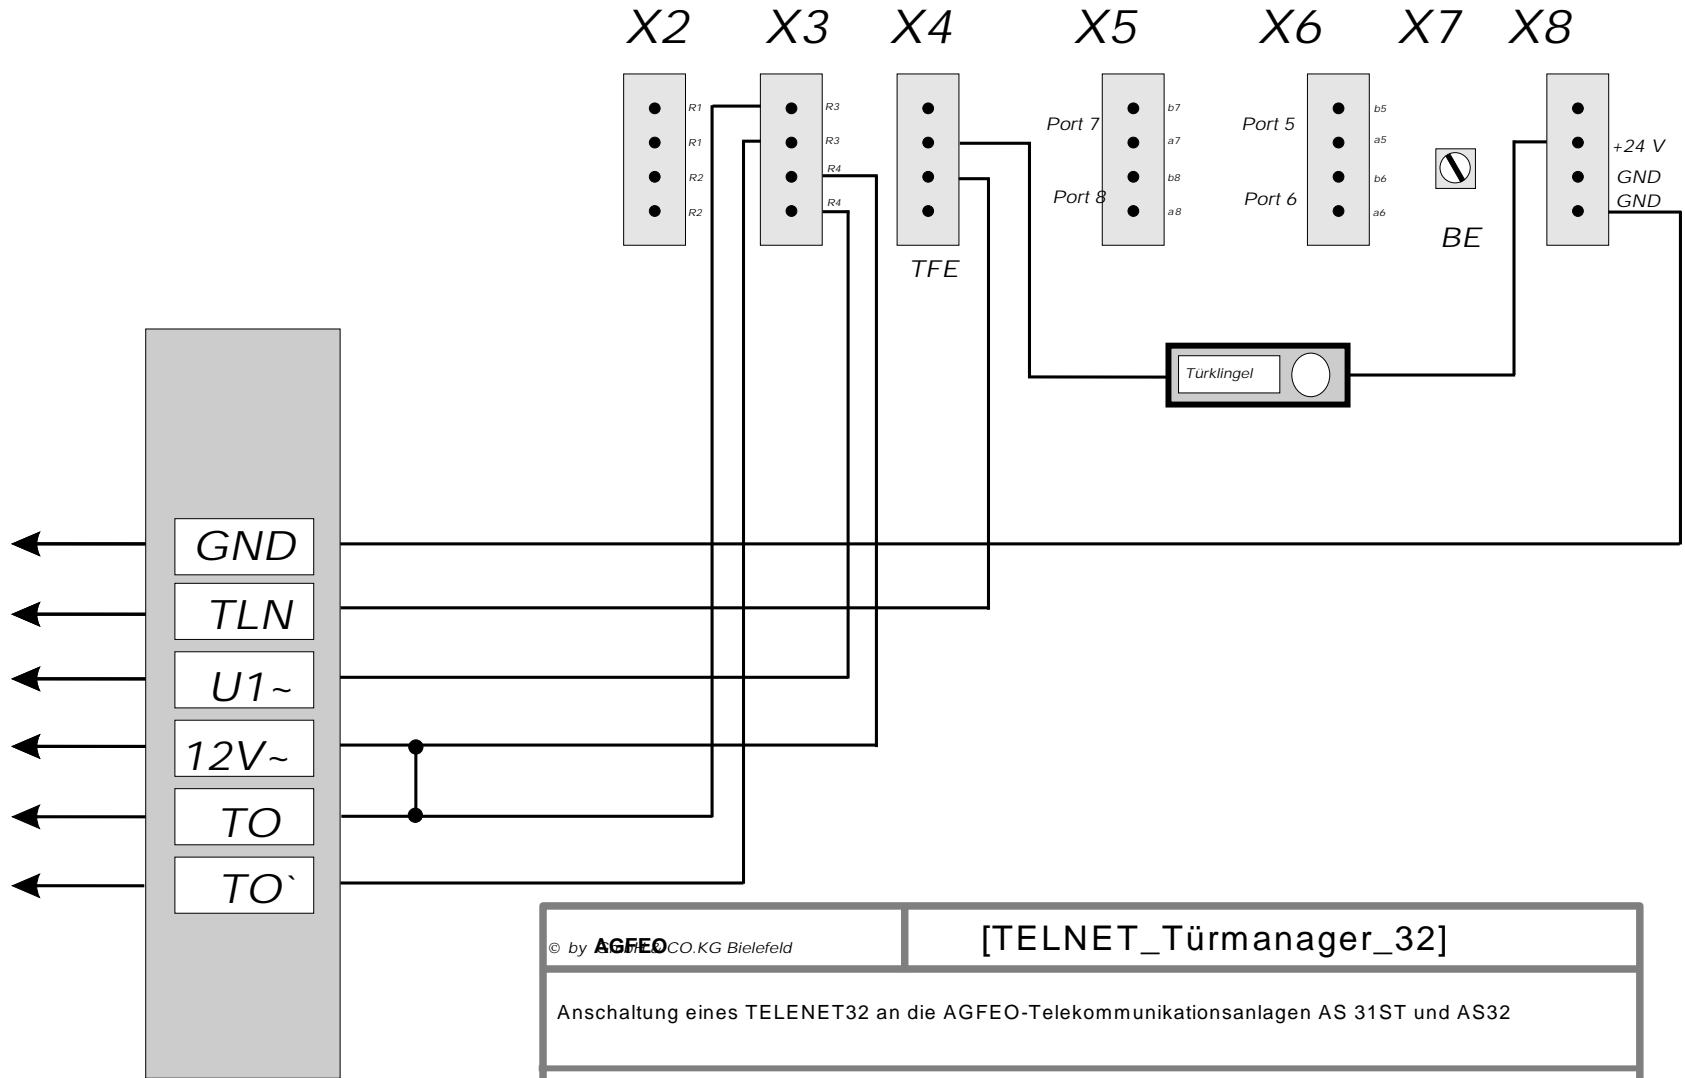 X2 X3 X4 X5 X6 X7 X8
R1 R3 b7 b5
Port 7 Port 5
R1 R3 a7 a5 +24 V
R2 R4 b8 b6 GND
Port 8 Port 6
R2 R4 a8 a6 GND
BE
TFE
Türklingel
GND
TLN
U1~
12V~
TO
TO`
© by AGFEO GmbH & CO.KG Bielefeld
[TELNET_Türmanager_32]
Anschaltung eines TELENET32 an die AGFEO-Telekommunikationsanlagen AS 31ST und AS32